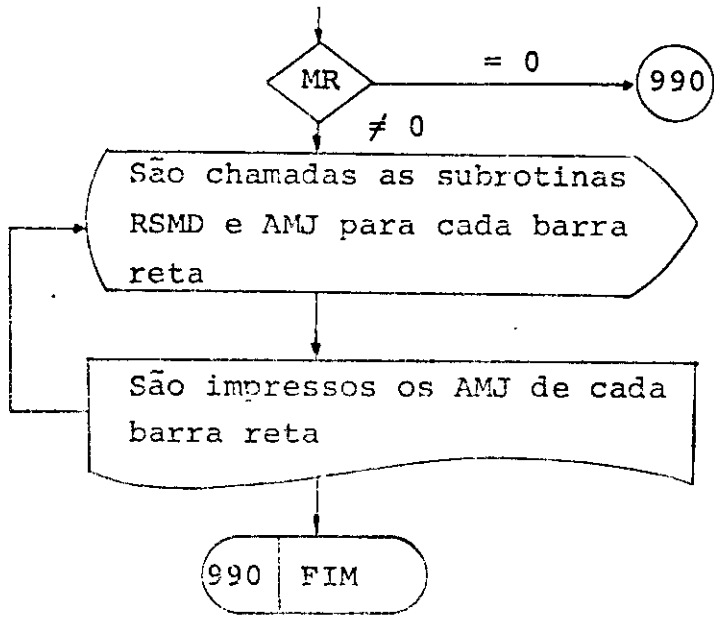 MR
= 0
990
≠ 0
São chamadas as subrotinas
RSMD e AMJ para cada barra
reta
São impressos os AMJ de cada
barra reta
990 FIM